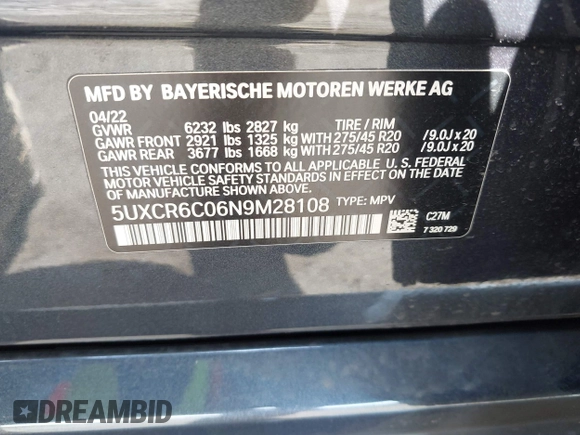 MFD BY BAYERISCHE MOTOREN WERKE AG
04/22
GVWR 6232 lbs 2827 kg TIRE / RIM
GAWR FRONT 2921 lbs 1325 kg WITH 275/45 R20 /9.0J x 20
GAWR REAR 3677 lbs 1668 kg WITH 275/45 R20 /9.0J x 20
THIS VEHICLE CONFORMS TO ALL APPLICABLE U. S. FEDERAL
MOTOR VEHICLE SAFETY STANDARDS IN EFFECT ON THE DATE
OF MANUFACTURE SHOWN ABOVE.
5UXCR6C06N9M28108 TYPE: MPV
C27M
7 320 729
DREAMBID